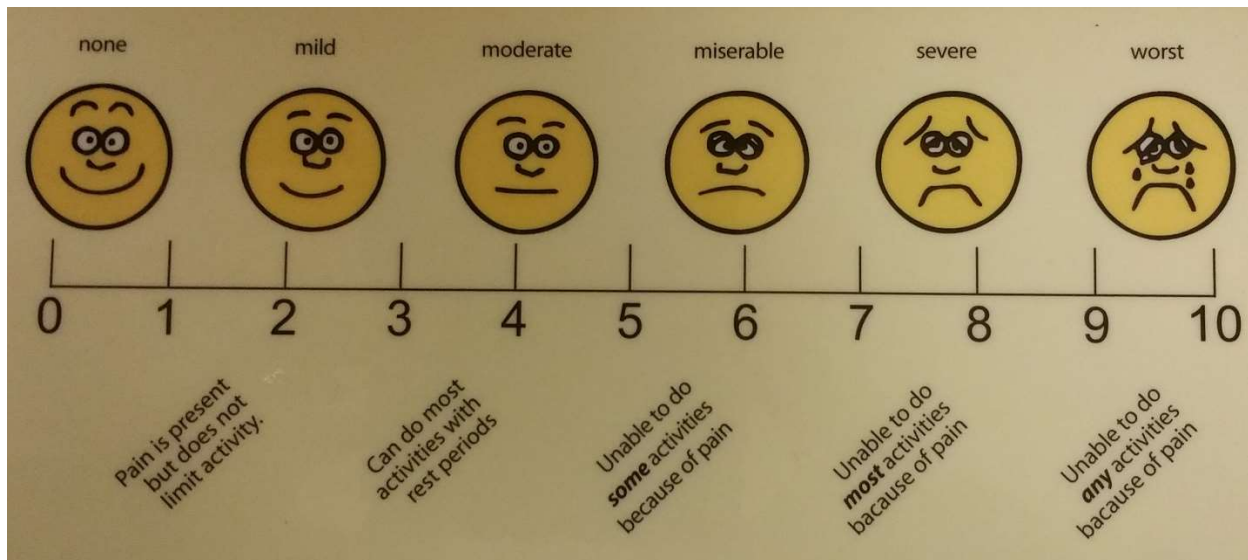 none mild moderate miserable severe worst
0 1 2 3 4 5 6 7 8 9 10
Pain is present
but does not
limit activity.
Can do most
activities with
rest periods
Unable to do
some activities
because of pain
Unable to do
most activities
bacause of pain
Unable to do
any activities
bacause of pain